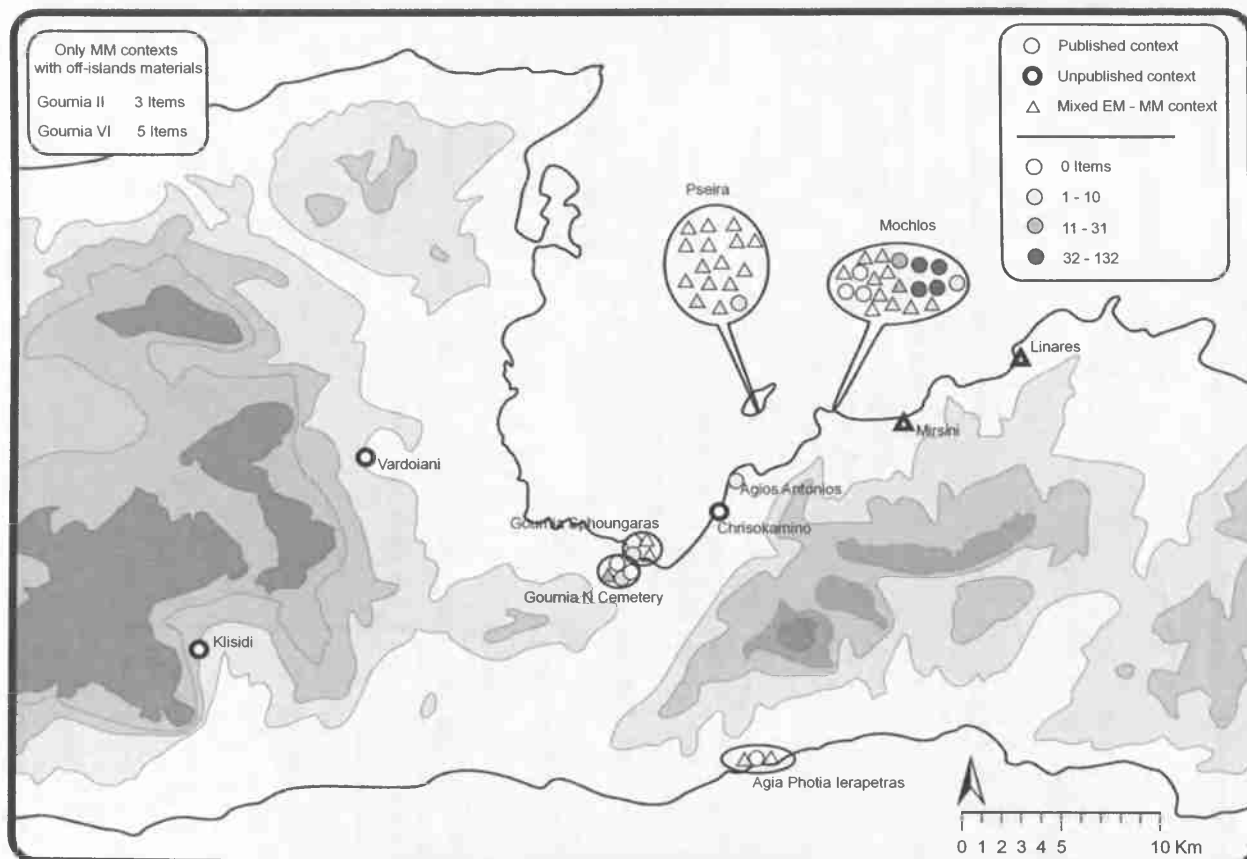 Only MM contexts
with off-islands materials
Gournia II 3 Items
Gournia VI 5 Items
Published context
Unpublished context
Mixed EM - MM context
0 Items
1 - 10
11 - 31
32 - 132
Pseira
Mochlos
Linares
Mirsini
Vardoiani
Agios Antonios
Chrisokamino
Gournia Sphoungaras
Gournia N Cemetery
Klisidi
Agia Photia Ierapetras
0 1 2 3 4 5 10 Km